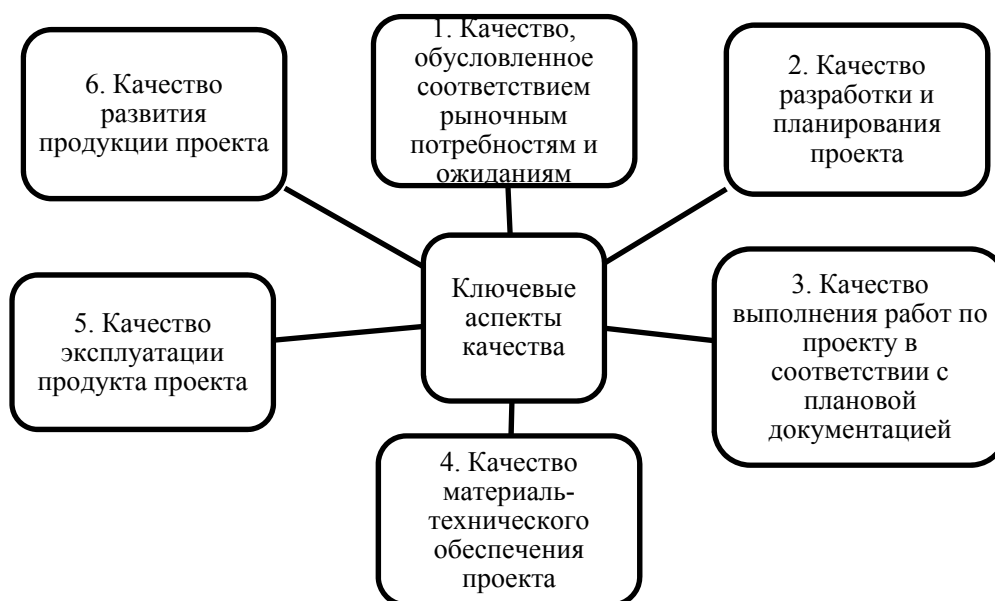 1. Качество,
обусловленное
соответствием
рыночным
потребностям и
ожиданиям
2. Качество
разработки и
планирования
проекта
3. Качество
выполнения работ по
проекту в
соответствии с
плановой
документацией
4. Качество
материаль-
технического
обеспечения
проекта
5. Качество
эксплуатации
продукта проекта
6. Качество
развития
продукции проекта
Ключевые
аспекты
качества